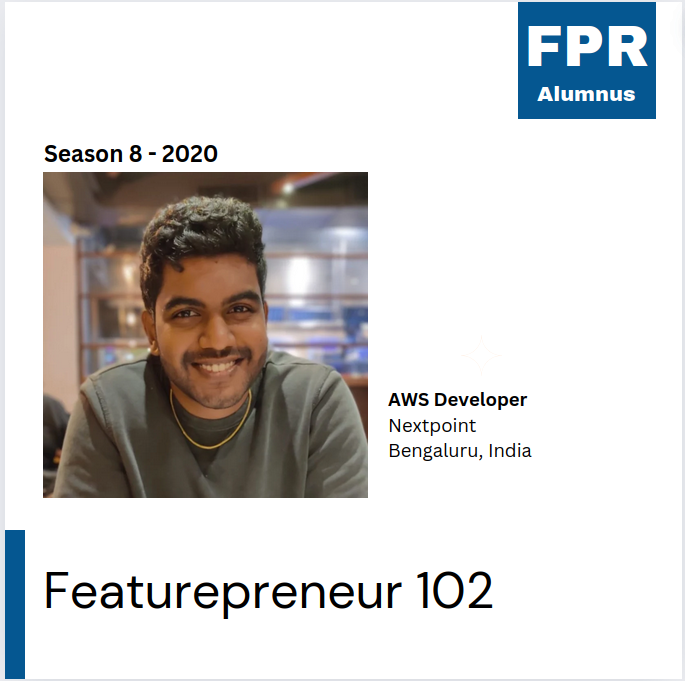 FPR
Alumnus
Season 8 - 2020
AWS Developer
Nextpoint
Bengaluru, India
Featurepreneur 102